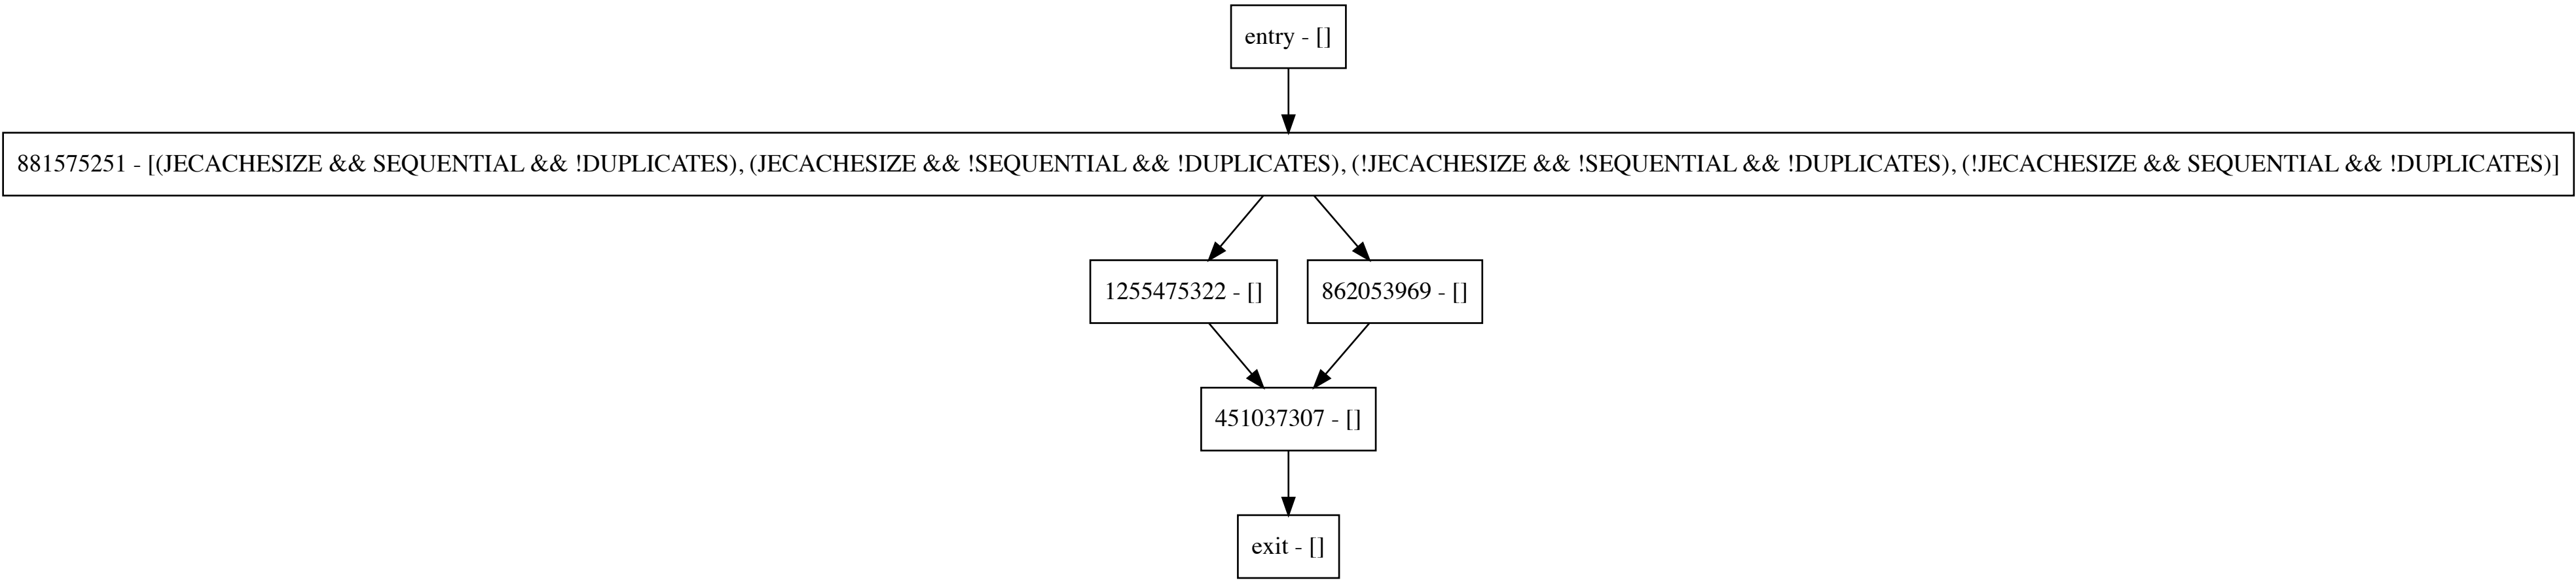 entry - []
881575251 - [(JECACHESIZE && SEQUENTIAL && !DUPLICATES), (JECACHESIZE && !SEQUENTIAL && !DUPLICATES), (!JECACHESIZE && !SEQUENTIAL && !DUPLICATES), (!JECACHESIZE && SEQUENTIAL && !DUPLICATES)]
1255475322 - []
862053969 - []
451037307 - []
exit - []